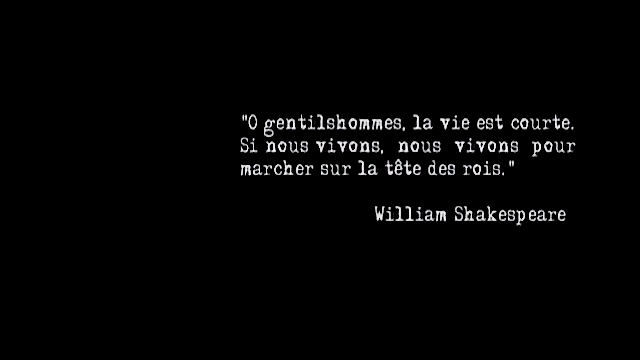 "O gentilshommes, la vie est courte.
Si nous vivons, nous vivons pour
marcher sur la tête des rois."
William Shakespeare